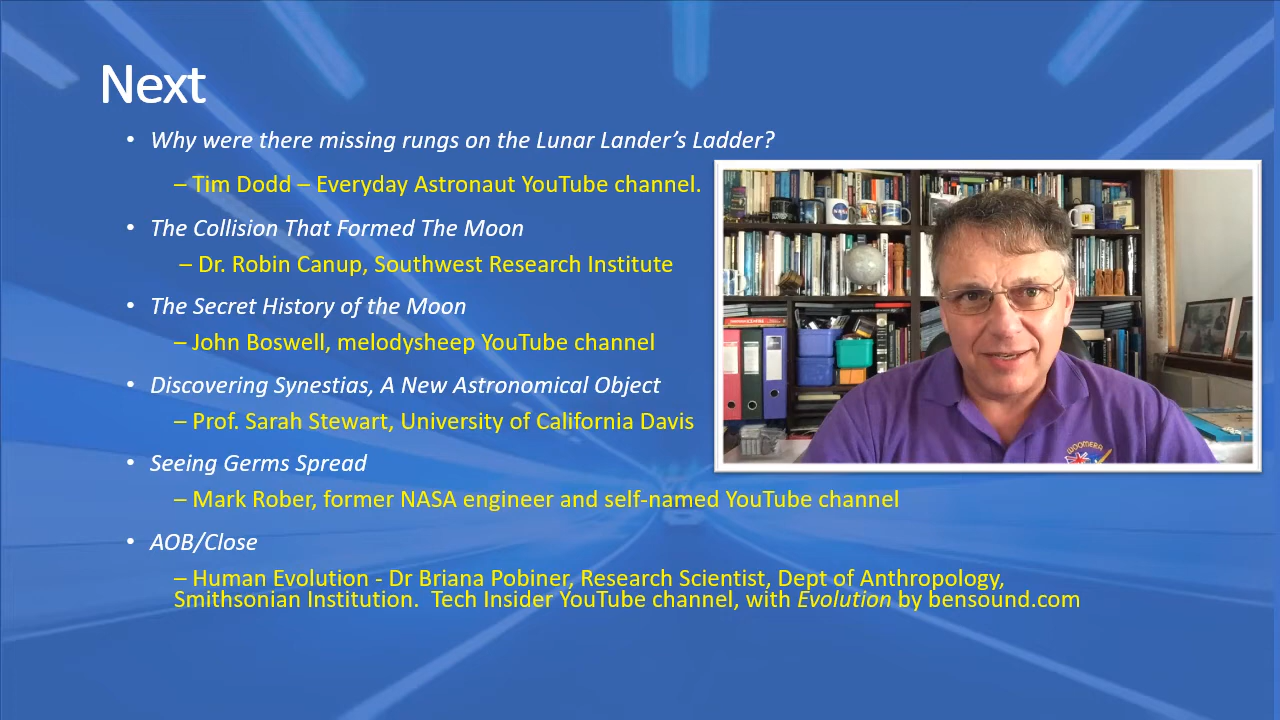 Next
• Why were there missing rungs on the Lunar Lander's Ladder?
– Tim Dodd – Everyday Astronaut YouTube channel.
• The Collision That Formed The Moon
– Dr. Robin Canup, Southwest Research Institute
• The Secret History of the Moon
– John Boswell, melodysheep YouTube channel
• Discovering Synestias, A New Astronomical Object
– Prof. Sarah Stewart, University of California Davis
• Seeing Germs Spread
– Mark Rober, former NASA engineer and self-named YouTube channel
• AOB/Close
– Human Evolution - Dr Briana Pobiner, Research Scientist, Dept of Anthropology,
Smithsonian Institution.  Tech Insider YouTube channel, with Evolution by bensound.com
NASA
H
WOOMERA